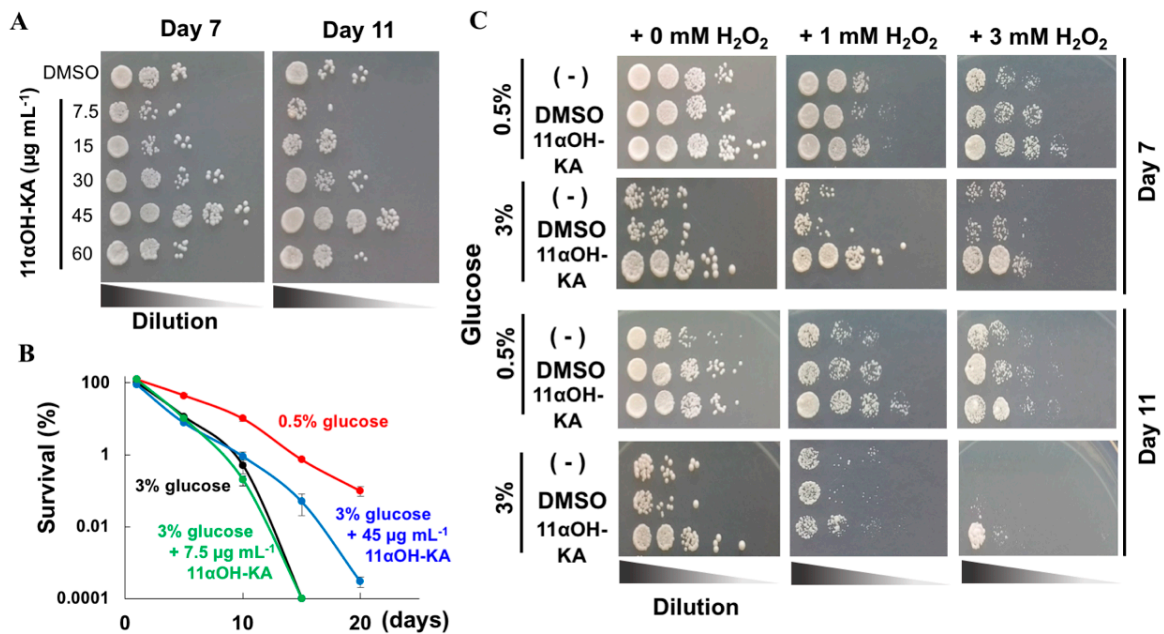 A
Day 7
Day 11
DMSO
7.5
15
30
45
60
11αOH-KA (µg mL⁻¹)
Dilution
B
Survival (%)
100
1
0.01
0.0001
0
10
20
(days)
0.5% glucose
3% glucose
3% glucose
+ 7.5 µg mL⁻¹
11αOH-KA
3% glucose
+ 45 µg mL⁻¹
11αOH-KA
C
+ 0 mM H₂O₂
+ 1 mM H₂O₂
+ 3 mM H₂O₂
Glucose
0.5%
(-)
DMSO
11αOH-
KA
3%
(-)
DMSO
11αOH-
KA
Day 7
0.5%
(-)
DMSO
11αOH-
KA
3%
(-)
DMSO
11αOH-
KA
Day 11
Dilution